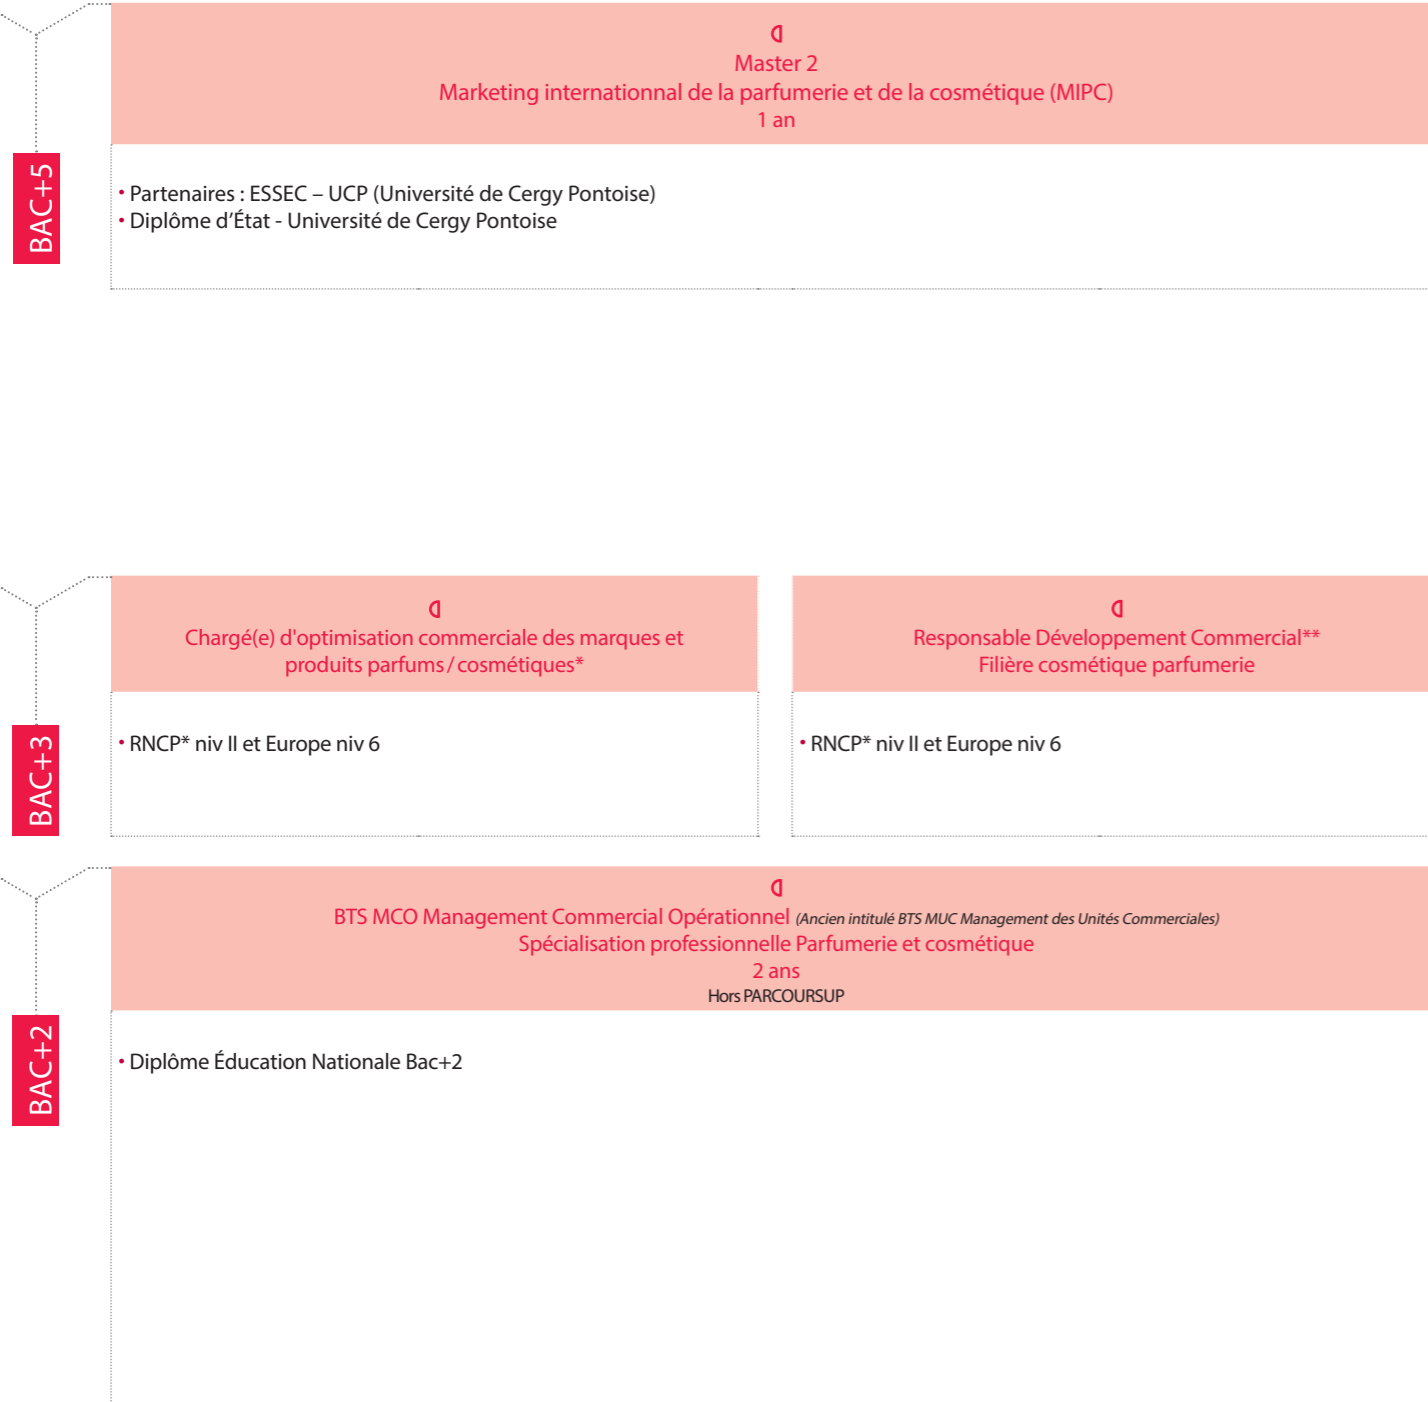 Master 2
Marketing internationnal de la parfumerie et de la cosmétique (MIPC)
1 an
BAC+5
• Partenaires : ESSEC – UCP (Université de Cergy Pontoise)
• Diplôme d’État - Université de Cergy Pontoise
Chargé(e) d'optimisation commerciale des marques et
produits parfums / cosmétiques*
Responsable Développement Commercial**
Filière cosmétique parfumerie
BAC+3
• RNCP* niv II et Europe niv 6
• RNCP* niv II et Europe niv 6
BTS MCO Management Commercial Opérationnel (Ancien intitulé BTS MUC Management des Unités Commerciales)
Spécialisation professionnelle Parfumerie et cosmétique
2 ans
Hors PARCOURSUP
BAC+2
• Diplôme Éducation Nationale Bac+2